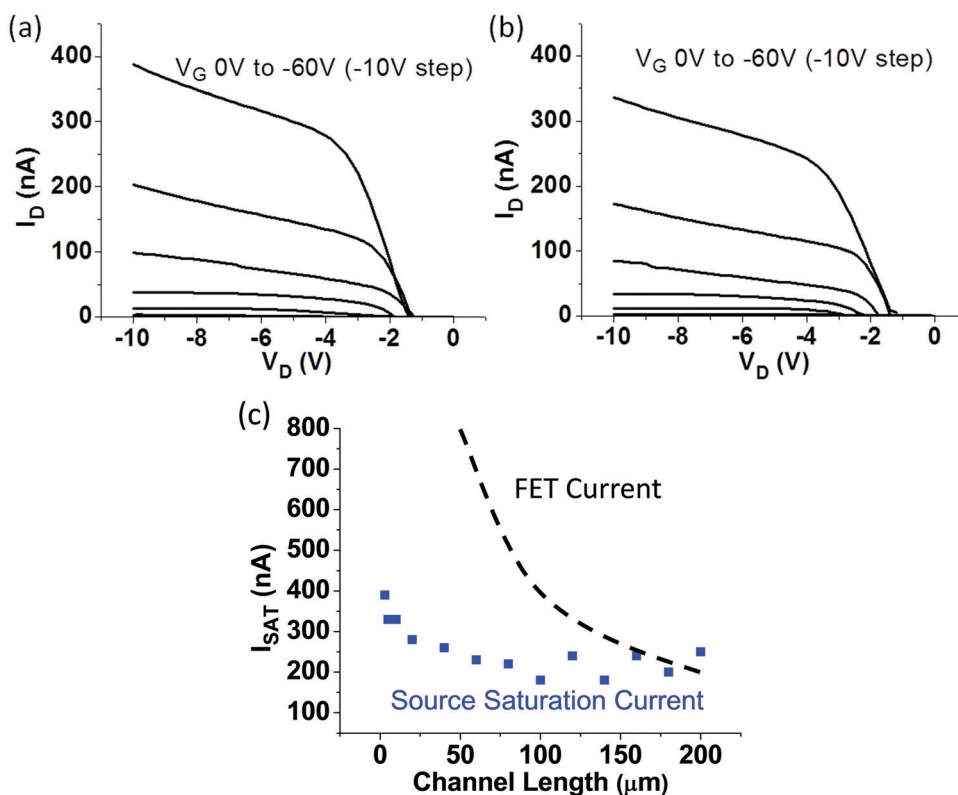 (a)
V_G 0V to -60V (-10V step)
I_D (nA)
400
300
200
100
0
-10
-8
-6
-4
-2
0
V_D (V)
(b)
V_G 0V to -60V (-10V step)
I_D (nA)
400
300
200
100
0
-10
-8
-6
-4
-2
0
V_D (V)
(c)
I_SAT (nA)
800
700
600
500
400
300
200
100
FET Current
Source Saturation Current
0
50
100
150
200
Channel Length (μm)